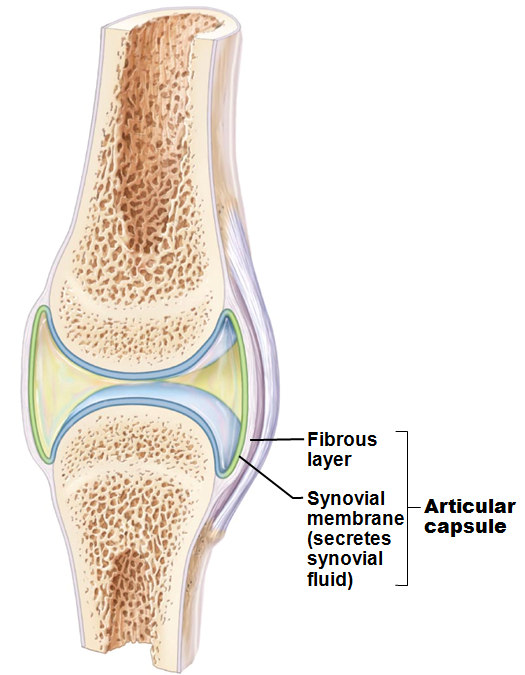 Fibrous
layer
Synovial
membrane
(secretes
synovial
fluid)
Articular
capsule